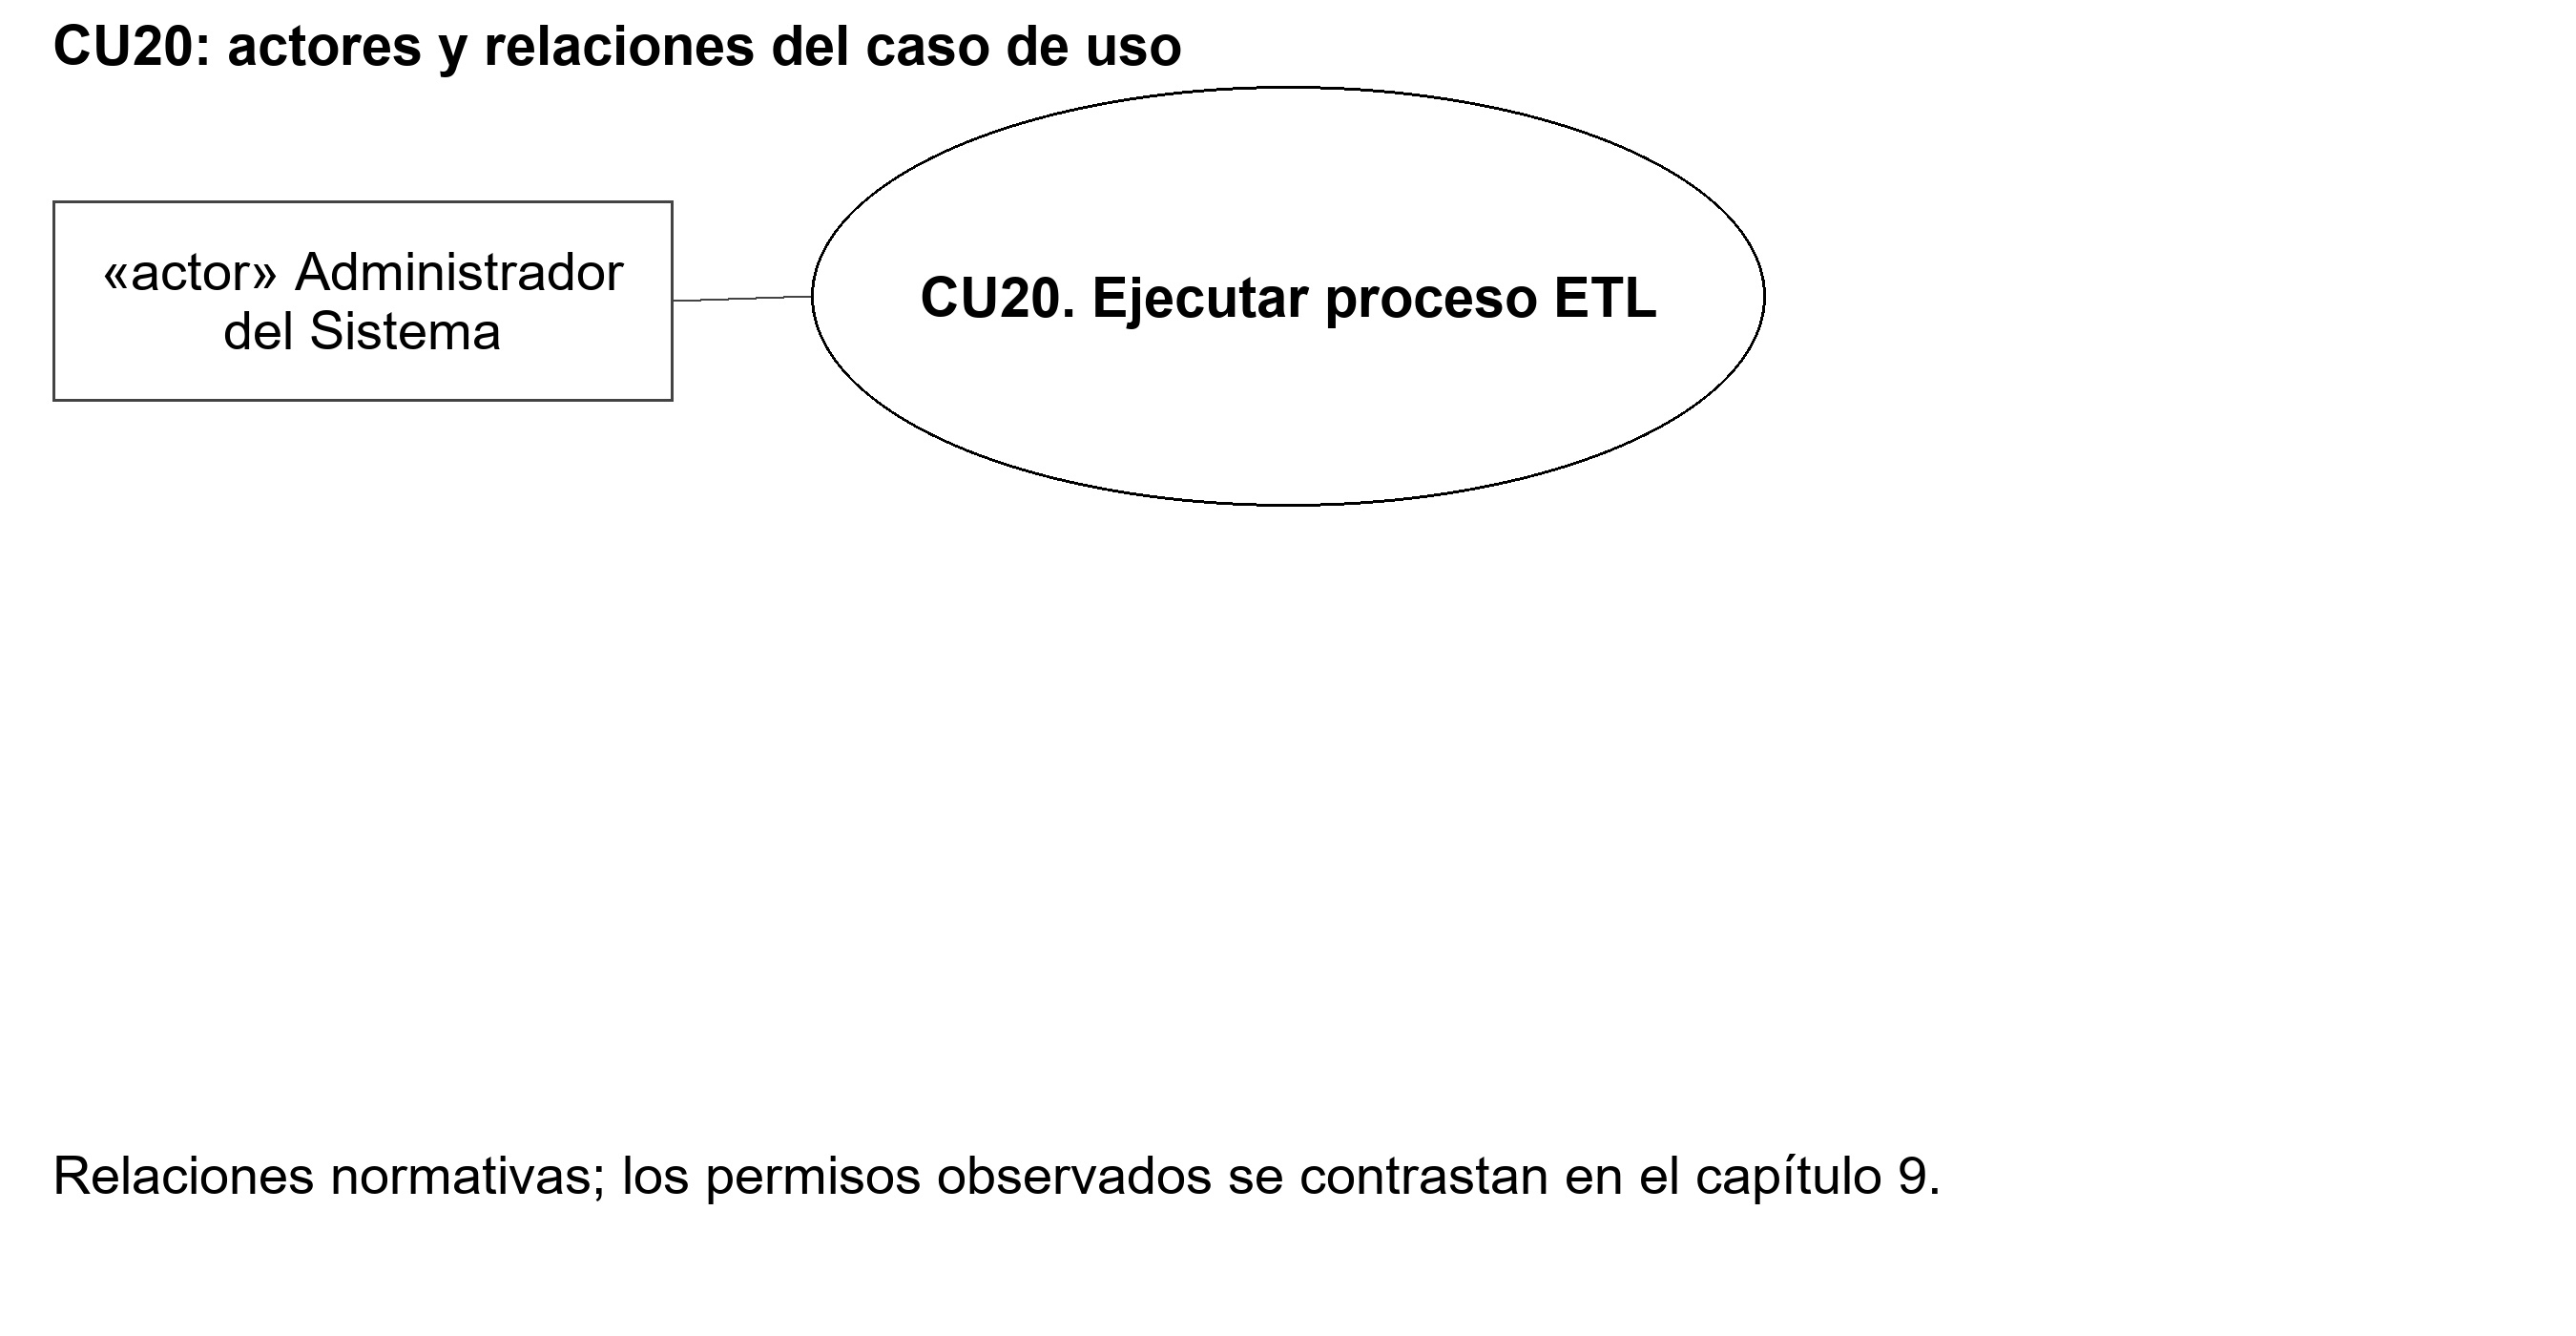 CU20: actores y relaciones del caso de uso
«actor» Administrador
del Sistema
CU20. Ejecutar proceso ETL
Relaciones normativas; los permisos observados se contrastan en el capítulo 9.